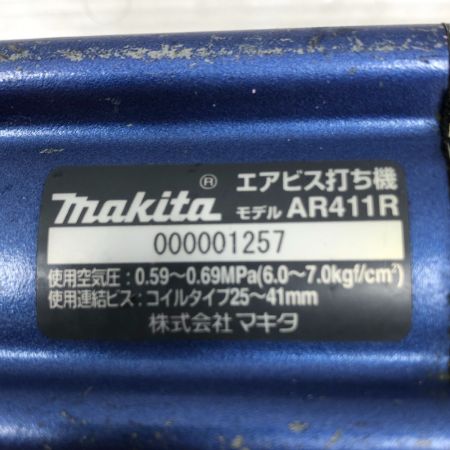 エアビス打ち機
makita® モデル AR411R
000001257
使用空気圧:0.59~0.69MPa(6.0~7.0kgf/cm²)
使用連結ビス:コイルタイプ25~41mm
株式会社マキタ